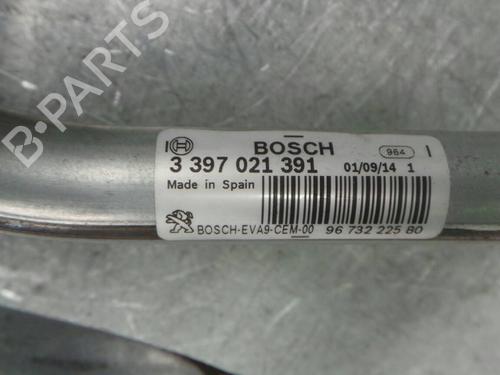 B-PARTS
BOSCH 964
3 397 021 391 01/09/14 1
Made in Spain
BOSCH-EVA9-CEM-00 96 732 225 80